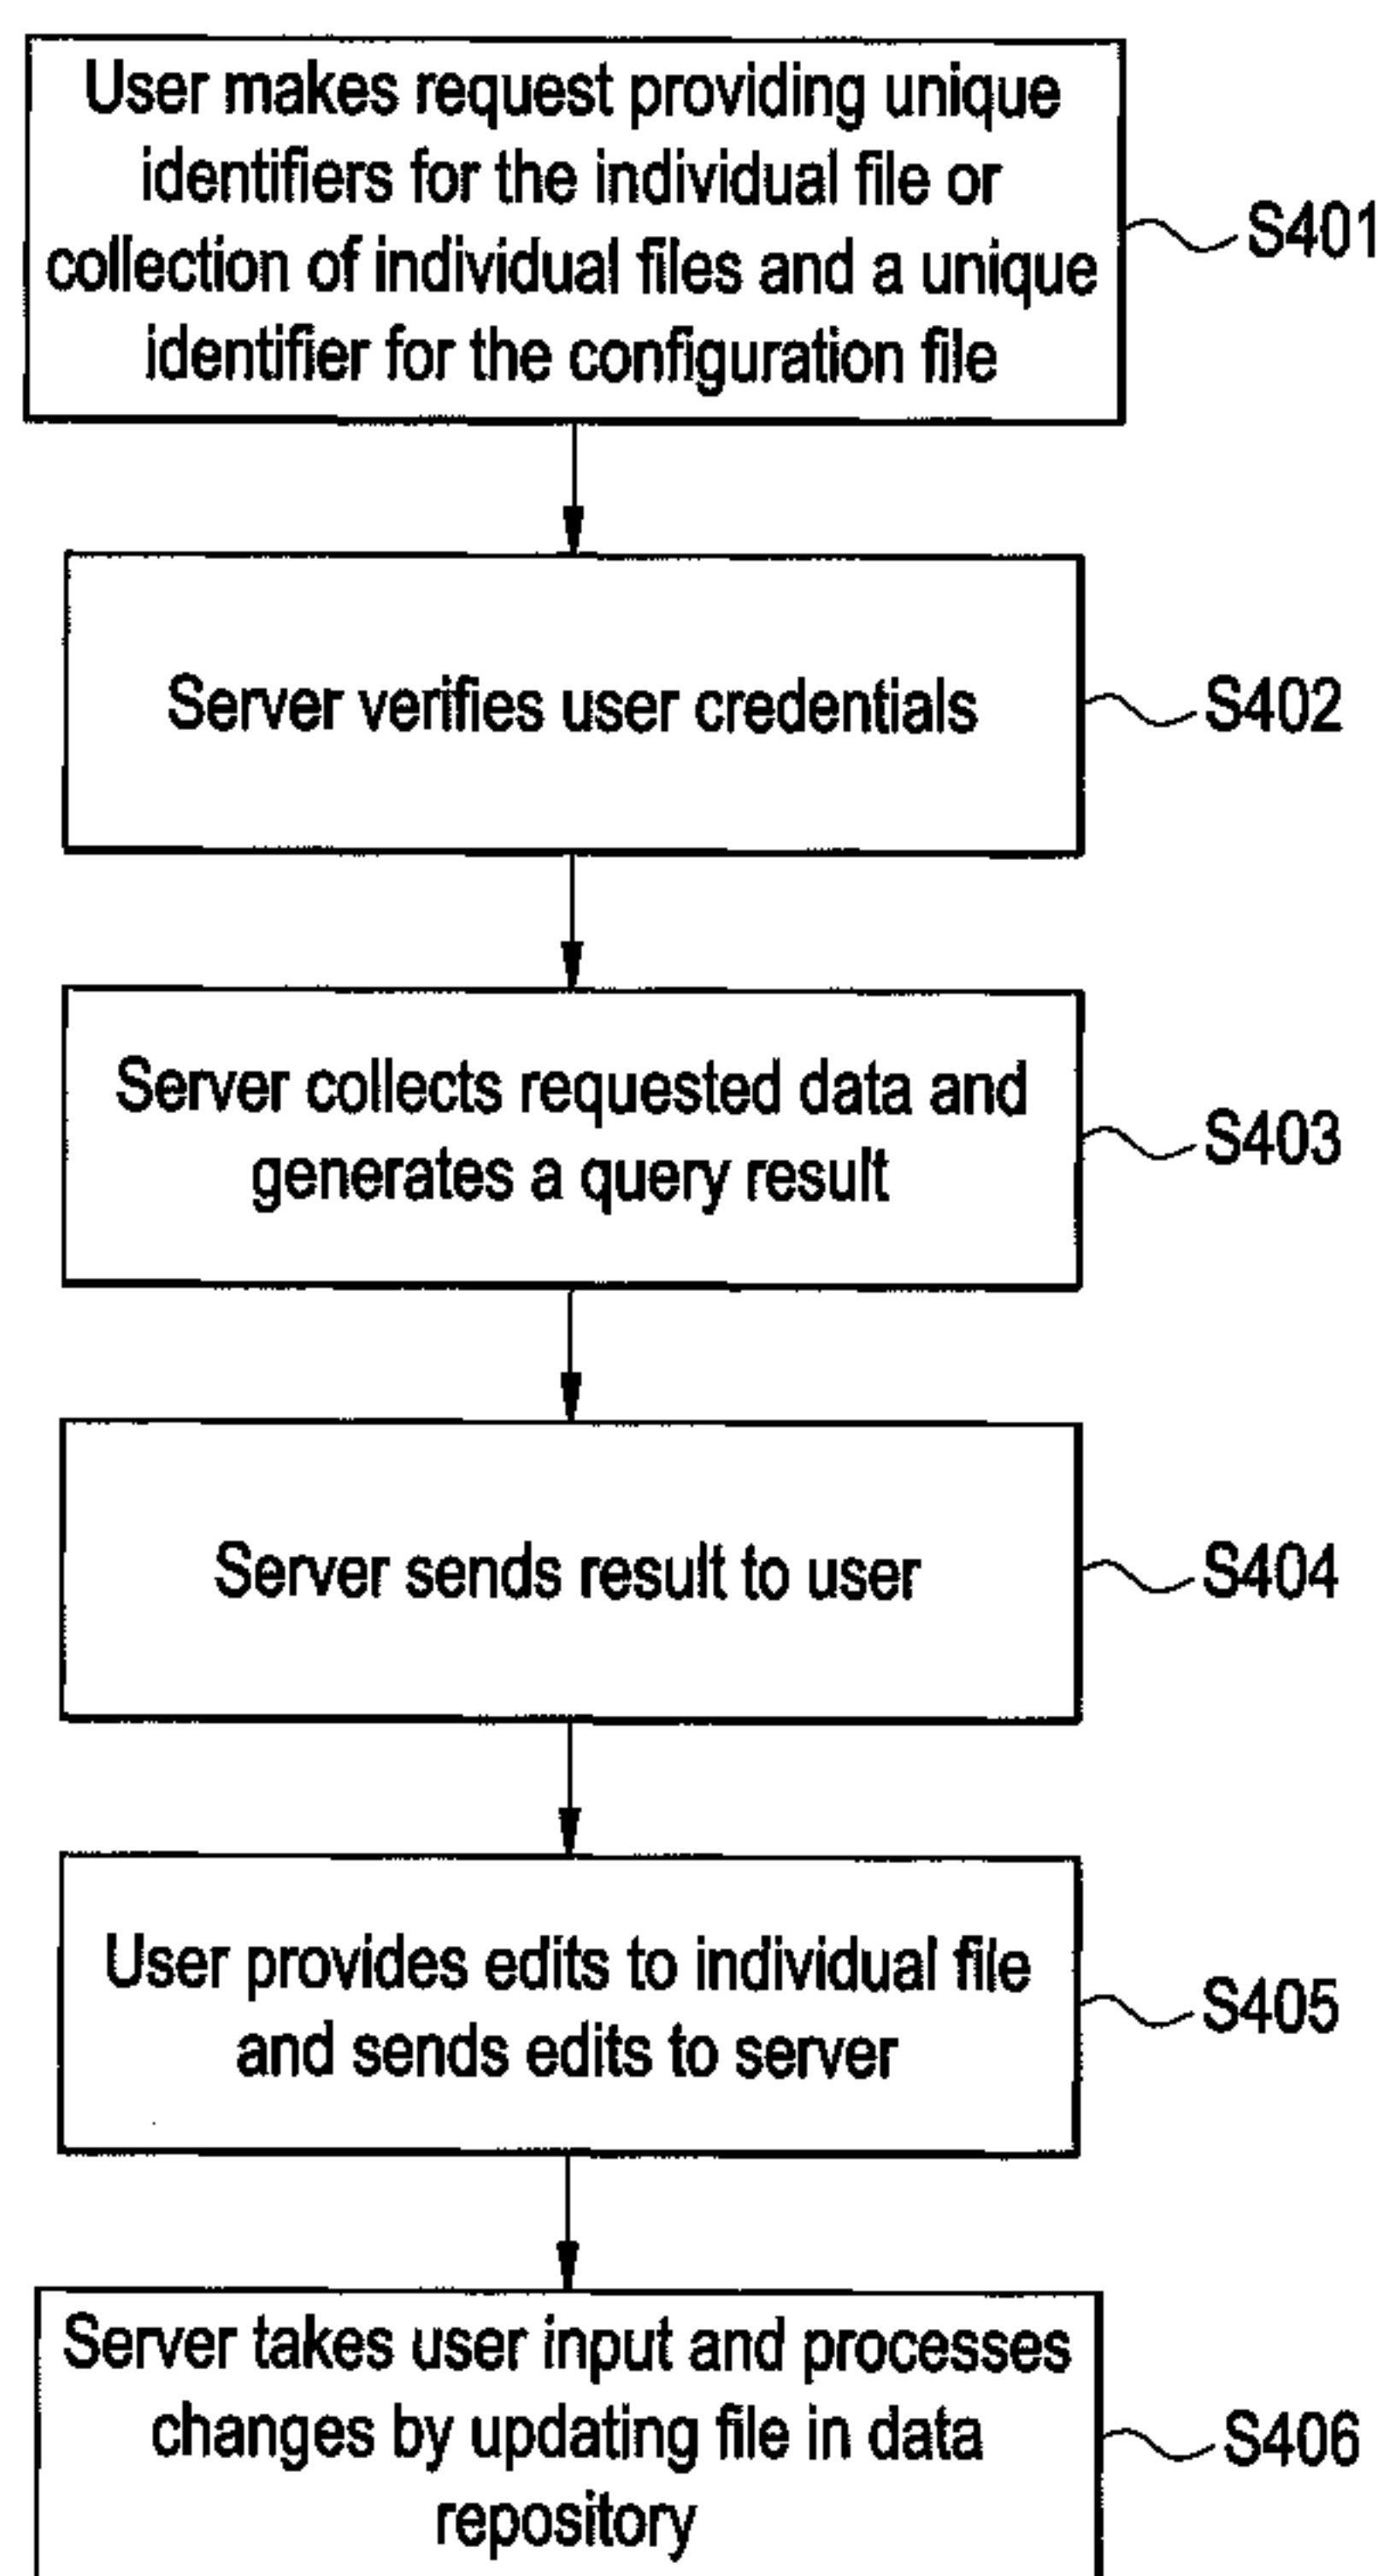 User makes request providing unique
identifiers for the individual file or
collection of individual files and a unique
identifier for the configuration file
S401
Server verifies user credentials
S402
Server collects requested data and
generates a query result
S403
Server sends result to user
S404
User provides edits to individual file
and sends edits to server
S405
Server takes user input and processes
changes by updating file in data
repository
S406